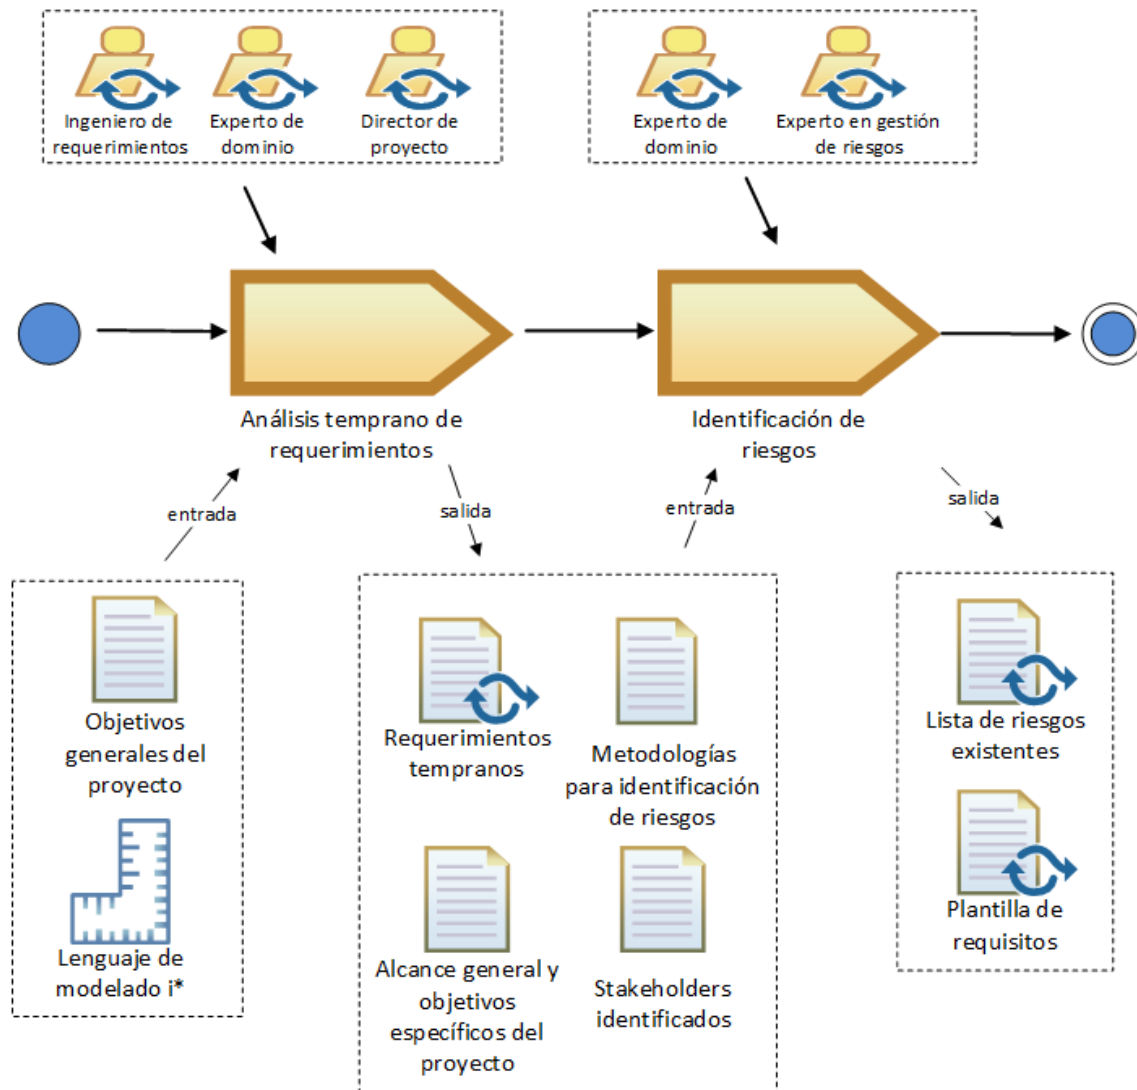 Ingeniero de
requerimientos
Experto de
dominio
Director de
proyecto
Experto de
dominio
Experto en gestión
de riesgos
Análisis temprano de
requerimientos
Identificación de
riesgos
entrada
salida
entrada
salida
Objetivos
generales del
proyecto
Lenguaje de
modelado i*
Requerimientos
tempranos
Metodologías
para identificación
de riesgos
Alcance general y
objetivos
específicos del
proyecto
Stakeholders
identificados
Lista de riesgos
existentes
Plantilla de
requisitos